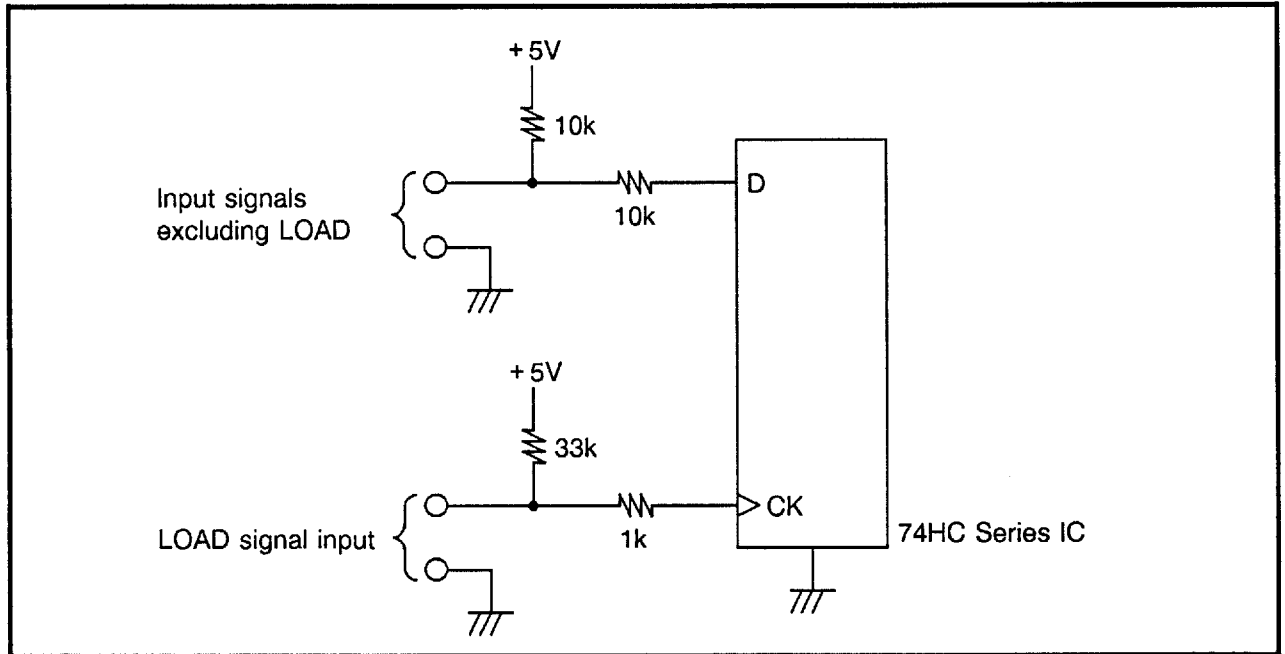 + 5V
10k
Input signals
excluding LOAD
10k
D
+ 5V
33k
LOAD signal input
1k
CK
74HC Series IC